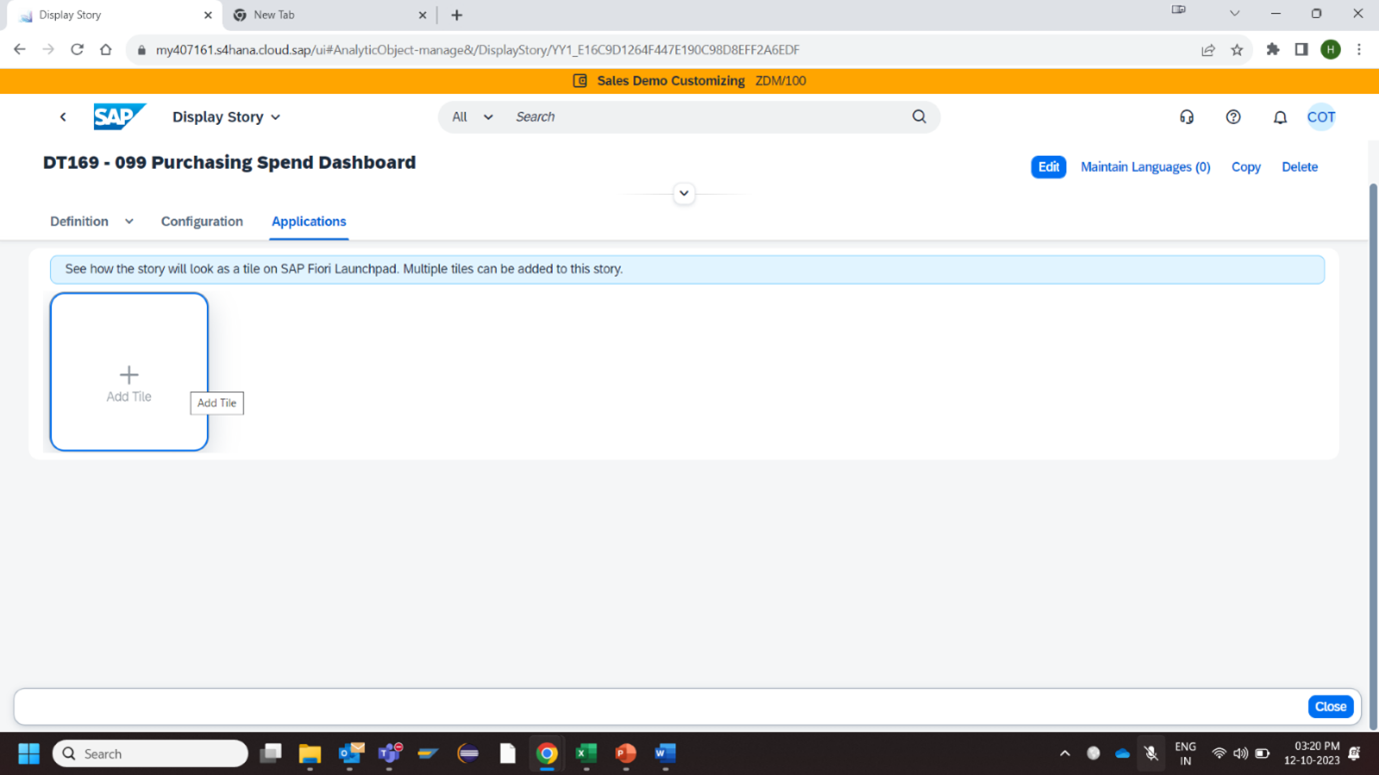 Display Story
New Tab
my407161.s4hana.cloud.sap/ui#AnalyticObject-manage&/DisplayStory/YY1_E16C9D1264F447E190C98D8EFF2A6EDF
H
Sales Demo Customizing ZDM/100
SAP
Display Story
All
Search
COT
DT169 - 099 Purchasing Spend Dashboard
Edit
Maintain Languages (0)
Copy
Delete
Definition
Configuration
Applications
See how the story will look as a tile on SAP Fiori Launchpad. Multiple tiles can be added to this story.
Add Tile
Add Tile
Close
Search
ENG
IN
03:20 PM
12-10-2023